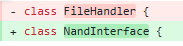 - class FileHandler {
+ class NandInterface {